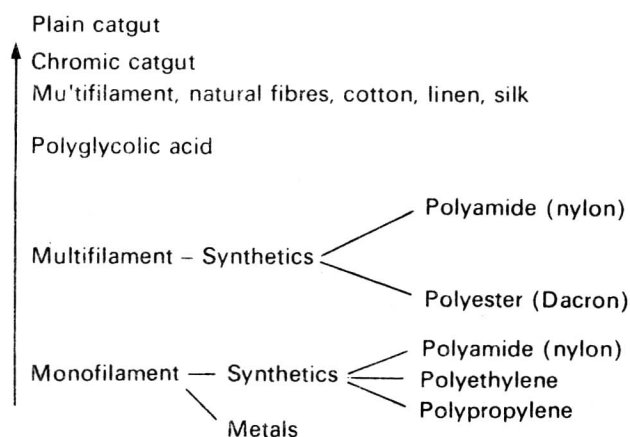 Plain catgut
Chromic catgut
Mu'tifilament, natural fibres, cotton, linen, silk
Polyglycolic acid
Polyamide (nylon)
Multifilament – Synthetics
Polyester (Dacron)
Polyamide (nylon)
Monofilament — Synthetics
Polyethylene
Polypropylene
Metals